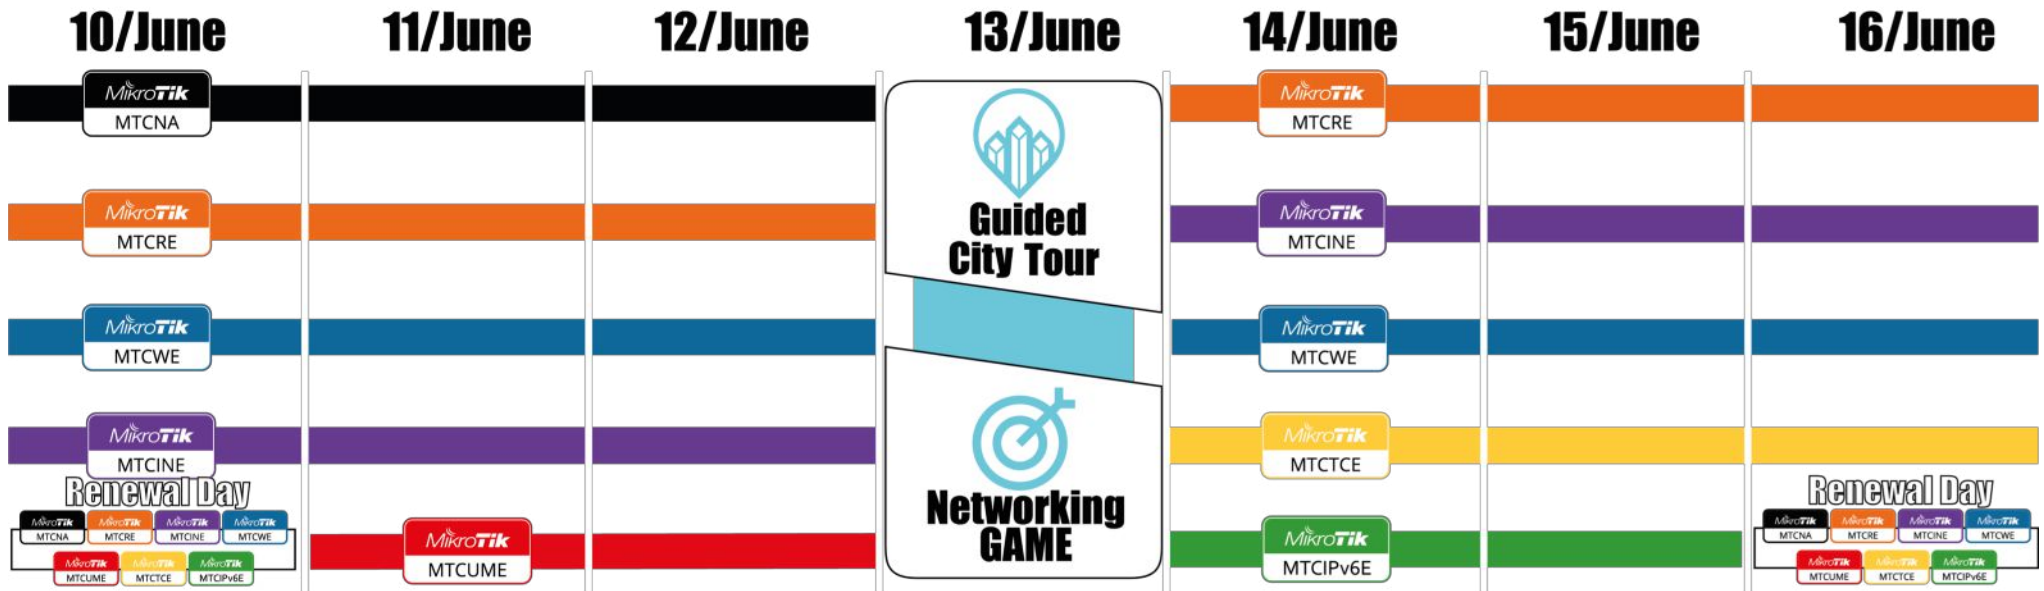 10/June
11/June
12/June
13/June
14/June
15/June
16/June
MikroTik
MTCNA
MikroTik
MTCRE
MikroTik
MTCWE
MikroTik
MTCINE
Renewal Day
MikroTik
MTCNA
MikroTik
MTCRE
MikroTik
MTCINE
MikroTik
MTCWE
MikroTik
MTCUME
MikroTik
MTCTCE
MikroTik
MTCIPv6E
MikroTik
MTCUME
Guided
City Tour
Networking
GAME
MikroTik
MTCRE
MikroTik
MTCINE
MikroTik
MTCWE
MikroTik
MTCTCE
MikroTik
MTCIPv6E
Renewal Day
MikroTik
MTCNA
MikroTik
MTCRE
MikroTik
MTCINE
MikroTik
MTCWE
MikroTik
MTCUME
MikroTik
MTCTCE
MikroTik
MTCIPv6E